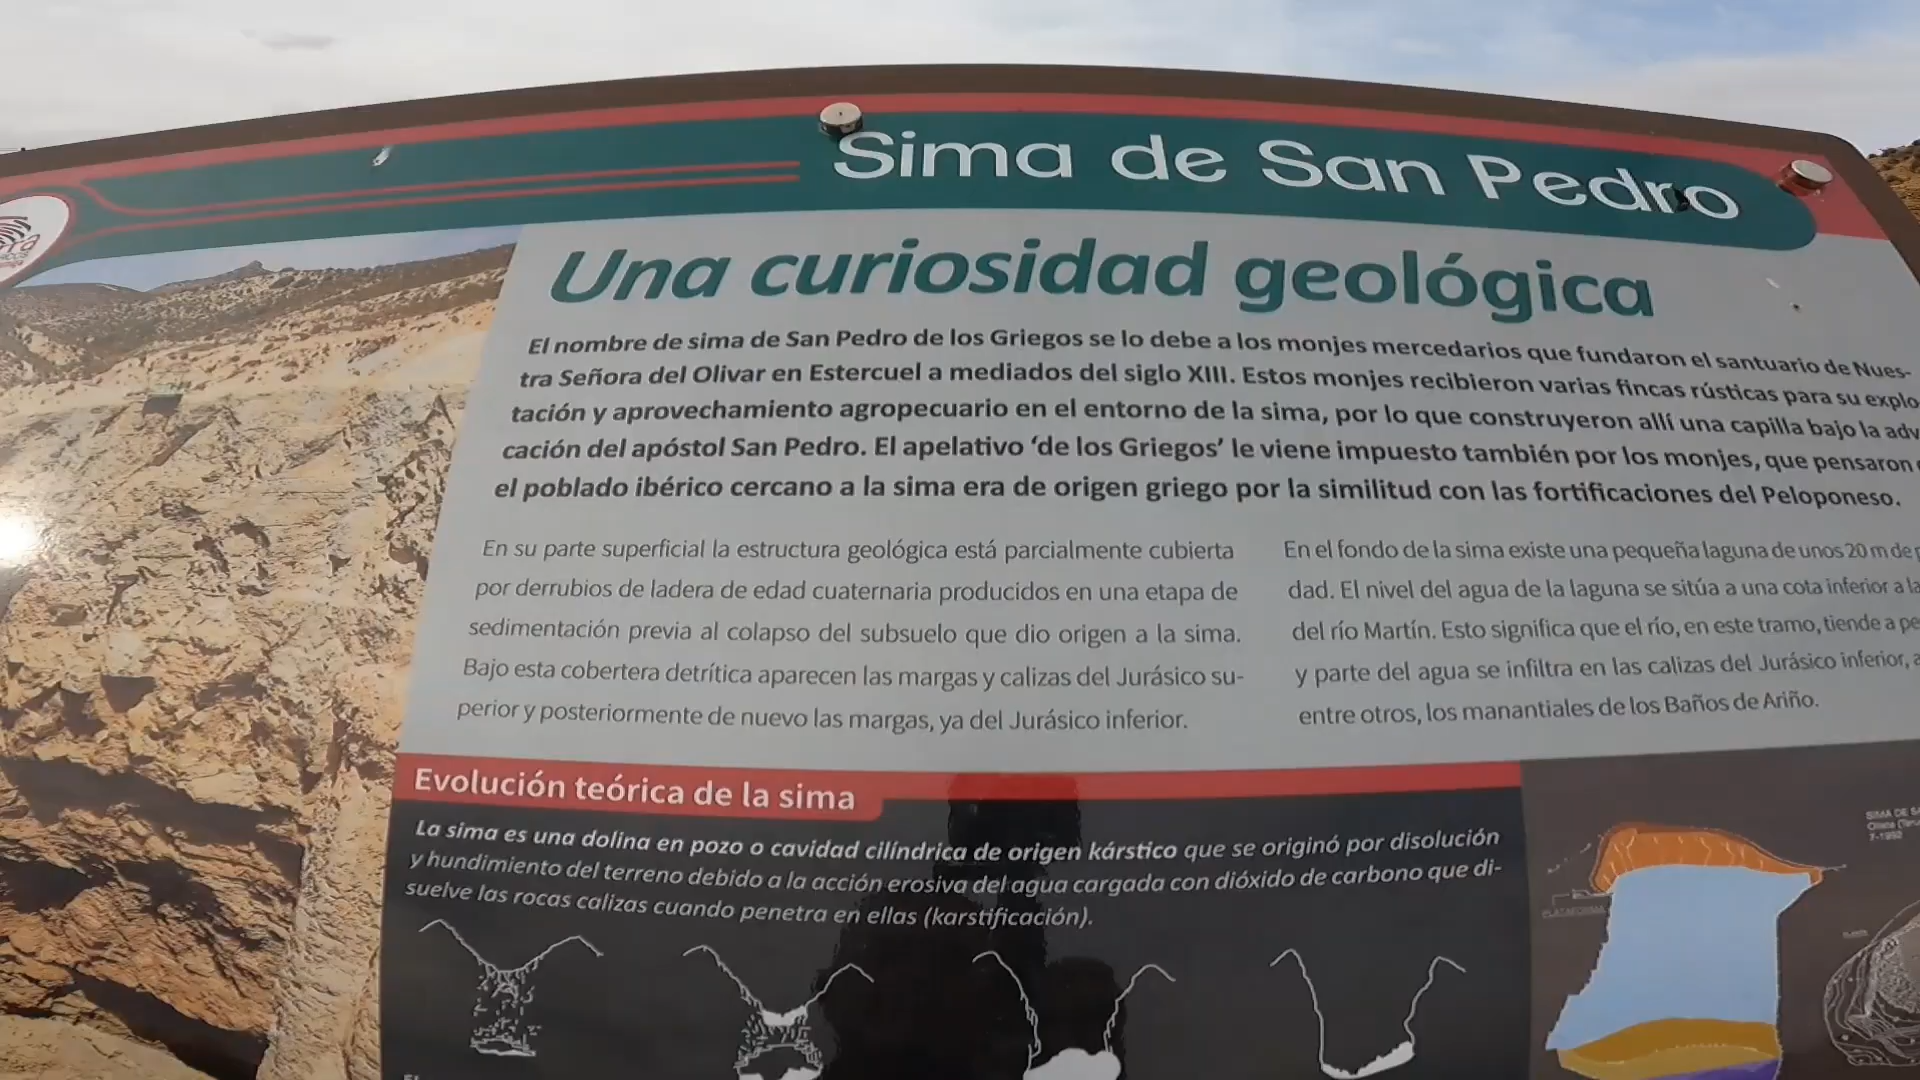 Sima de San Pedro
Una curiosidad geológica
El nombre de sima de San Pedro de los Griegos se lo debe a los monjes mercedarios que fundaron el santuario de Nues-
tra Señora del Olivar en Estercuel a mediados del siglo XIII. Estos monjes recibieron varias fincas rústicas para su explo
tación y aprovechamiento agropecuario en el entorno de la sima, por lo que construyeron allí una capilla bajo la adv
cación del apóstol San Pedro. El apelativo ‘de los Griegos’ le viene impuesto también por los monjes, que pensaron
el poblado ibérico cercano a la sima era de origen griego por la similitud con las fortificaciones del Peloponeso.
En su parte superficial la estructura geológica está parcialmente cubierta
por derrubios de ladera de edad cuaternaria producidos en una etapa de
sedimentación previa al colapso del subsuelo que dio origen a la sima.
Bajo esta cobertera detrítica aparecen las margas y calizas del Jurásico su-
perior y posteriormente de nuevo las margas, ya del Jurásico inferior.
En el fondo de la sima existe una pequeña laguna de unos 20 m de p
dad. El nivel del agua de la laguna se sitúa a una cota inferior a la
del río Martín. Esto significa que el río, en este tramo, tiende a pe
y parte del agua se infiltra en las calizas del Jurásico inferior, a
entre otros, los manantiales de los Baños de Ariño.
Evolución teórica de la sima
La sima es una dolina en pozo o cavidad cilíndrica de origen kárstico que se originó por disolución
y hundimiento del terreno debido a la acción erosiva del agua cargada con dióxido de carbono que di-
suelve las rocas calizas cuando penetra en ellas (karstificación).
PLATAFORMA
SIMA DE S